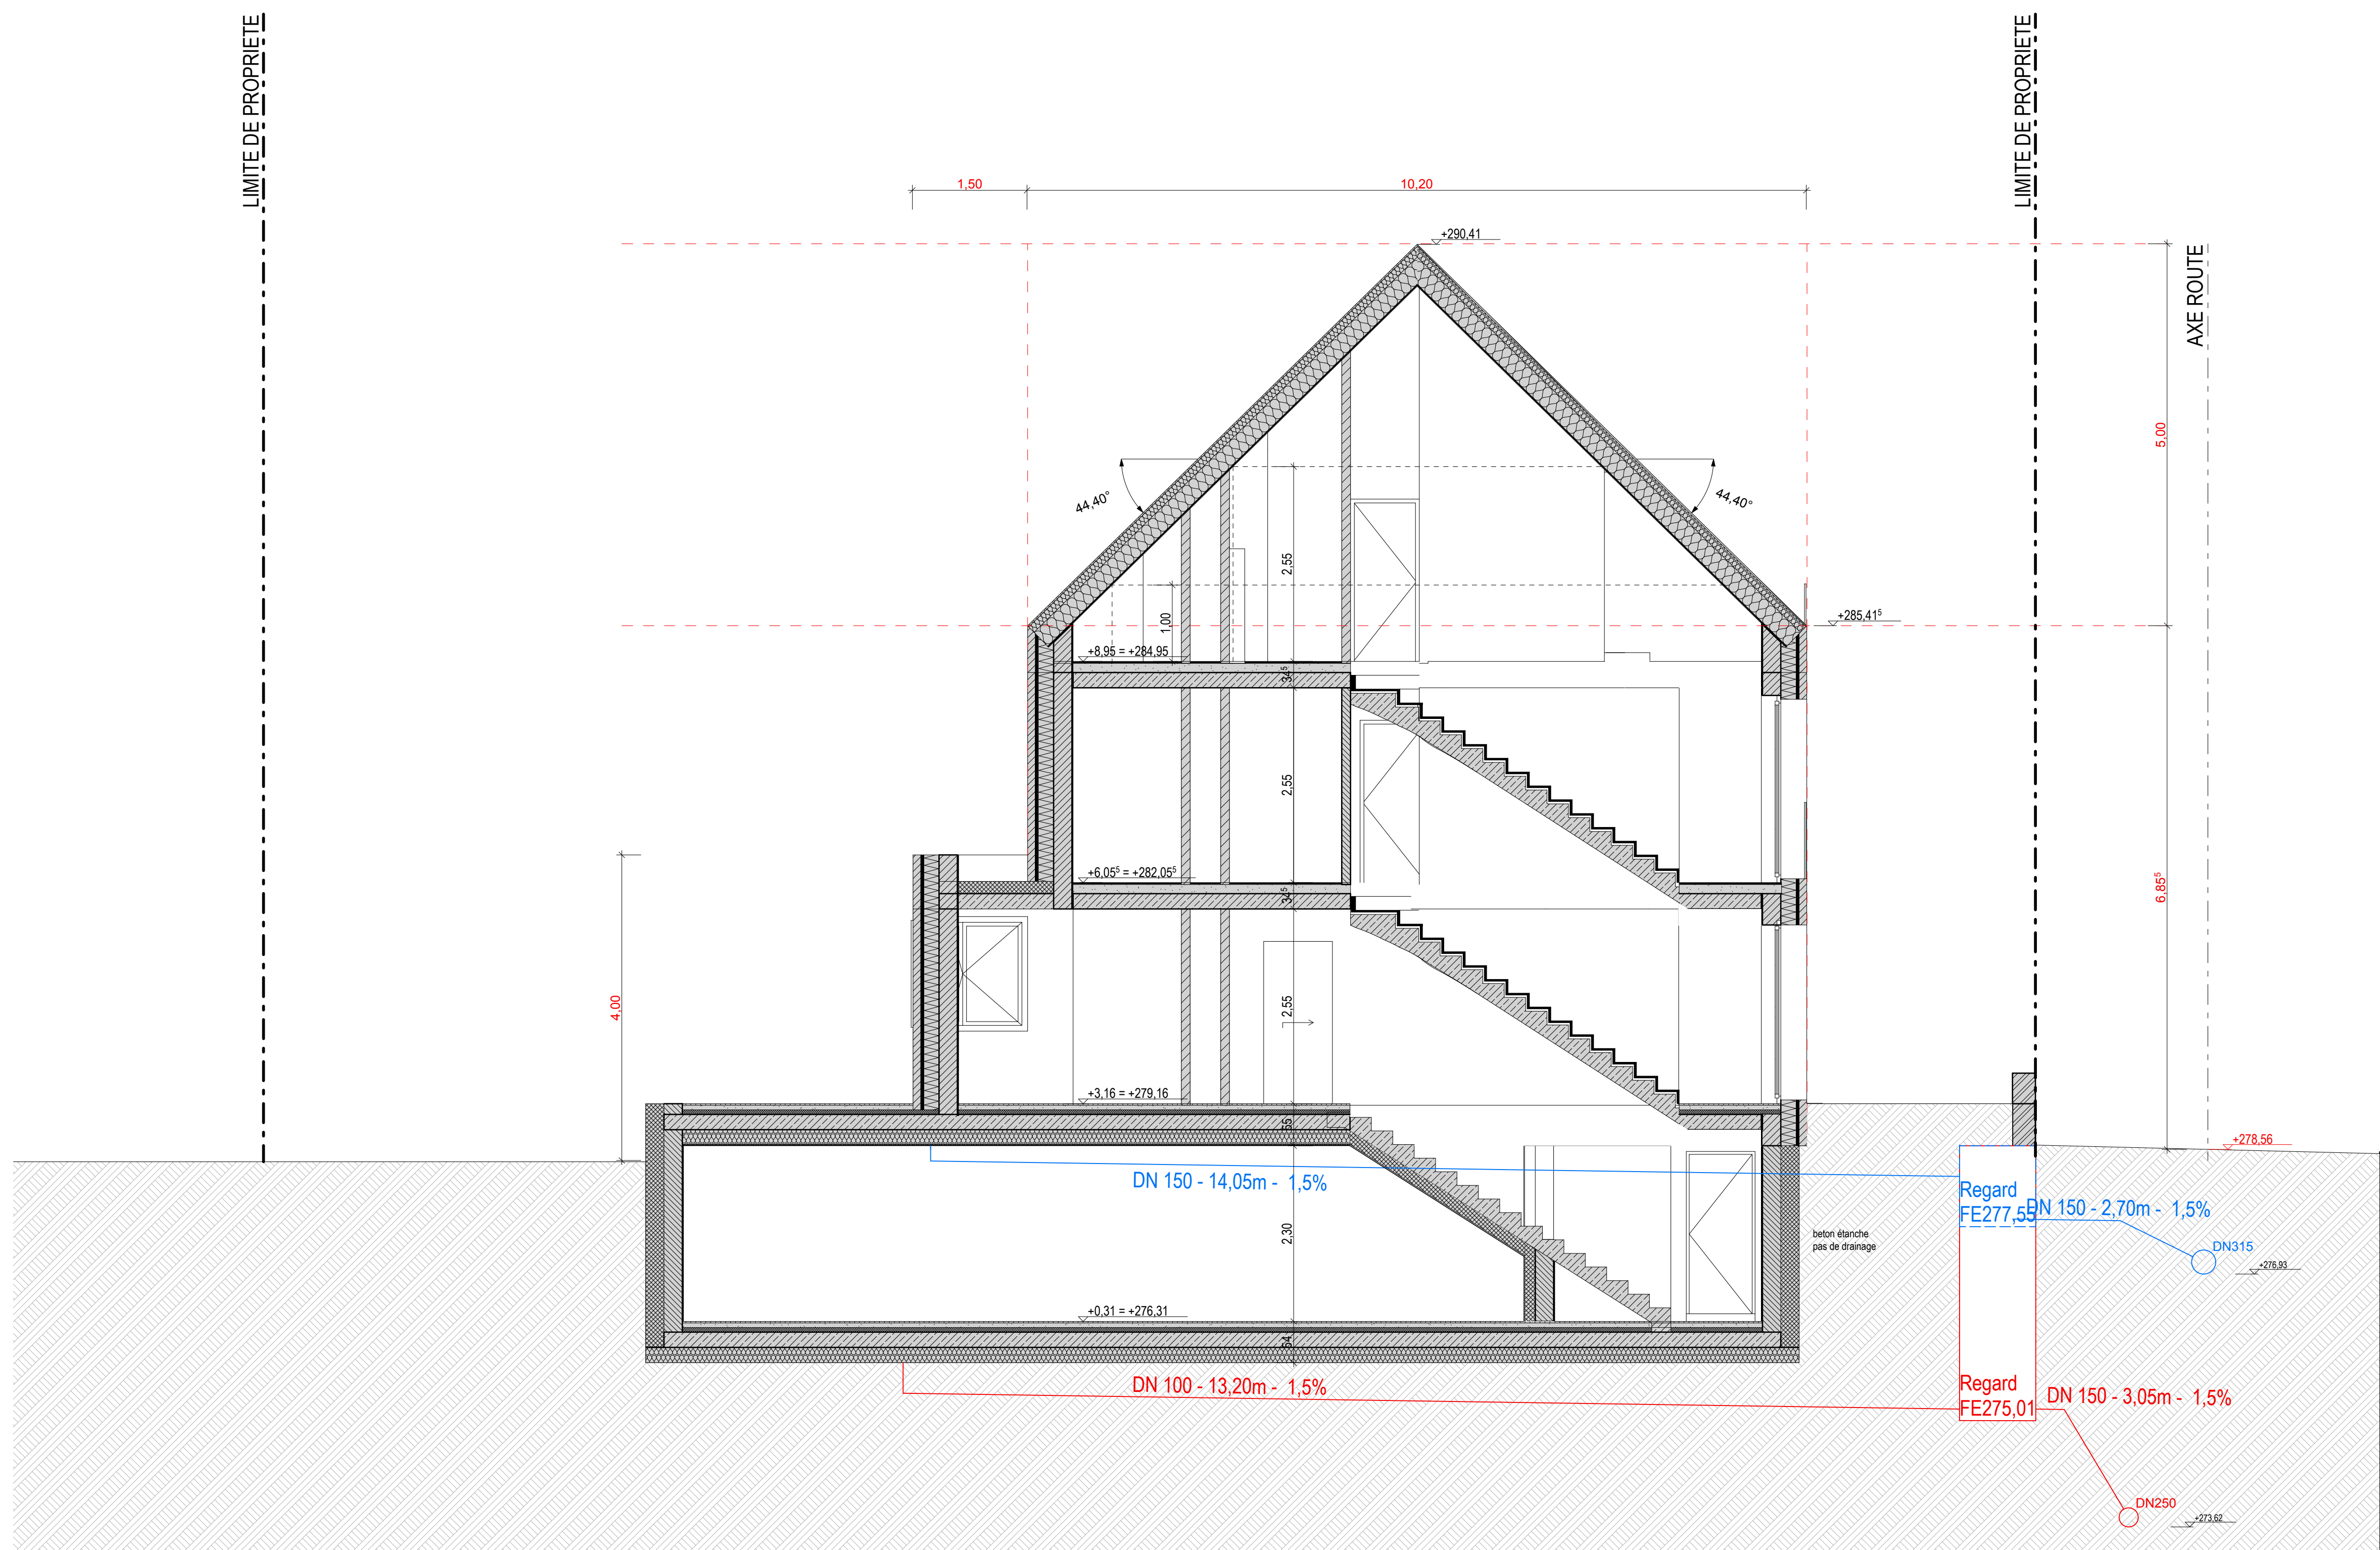 LIMITE DE PROPRIETE
LIMITE DE PROPRIETE
1,50
10,20
+290,41
AXE ROUTE
5,00
44,40°
44,40°
2,55
1,00
+285,41⁵
+8,95 = +284,95
34⁵
2,55
+6,05⁵ = +282,05⁵
34⁵
6,85⁵
4,00
2,55
+3,16 = +279,16
55
+278,56
DN 150 - 14,05m - 1,5%
Regard
FE277,55
DN 150 - 2,70m - 1,5%
2,30
beton étanche
pas de drainage
DN315
+276,93
+0,31 = +276,31
54
DN 100 - 13,20m - 1,5%
Regard
FE275,01
DN 150 - 3,05m - 1,5%
DN250
+273,62